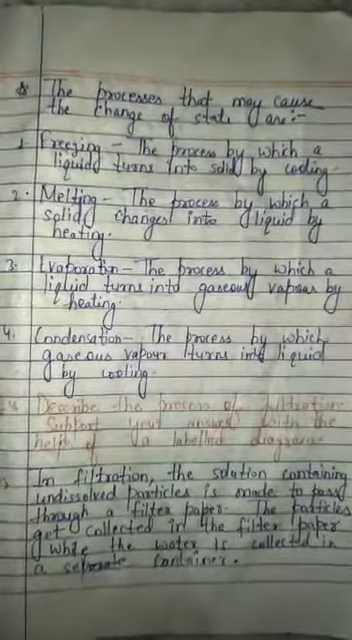 The processes that may cause
the change of state are:-
1. Freezing - The process by which a
liquid turns into solid by cooling.
2. Melting - The process by which a
solid changes into liquid by
heating.
3. Evaporation - The process by which a
liquid turns into gaseous vapours by
heating.
4. Condensation - The process by which
gaseous vapour turns into liquid
by cooling.
Describe the process of filtration.
Support your answer with the
help of a labelled diagram.
In filtration, the solution containing
undissolved particles is made to pass
through a filter paper. The particles
get collected in the filter paper
while the water is collected in
a separate container.